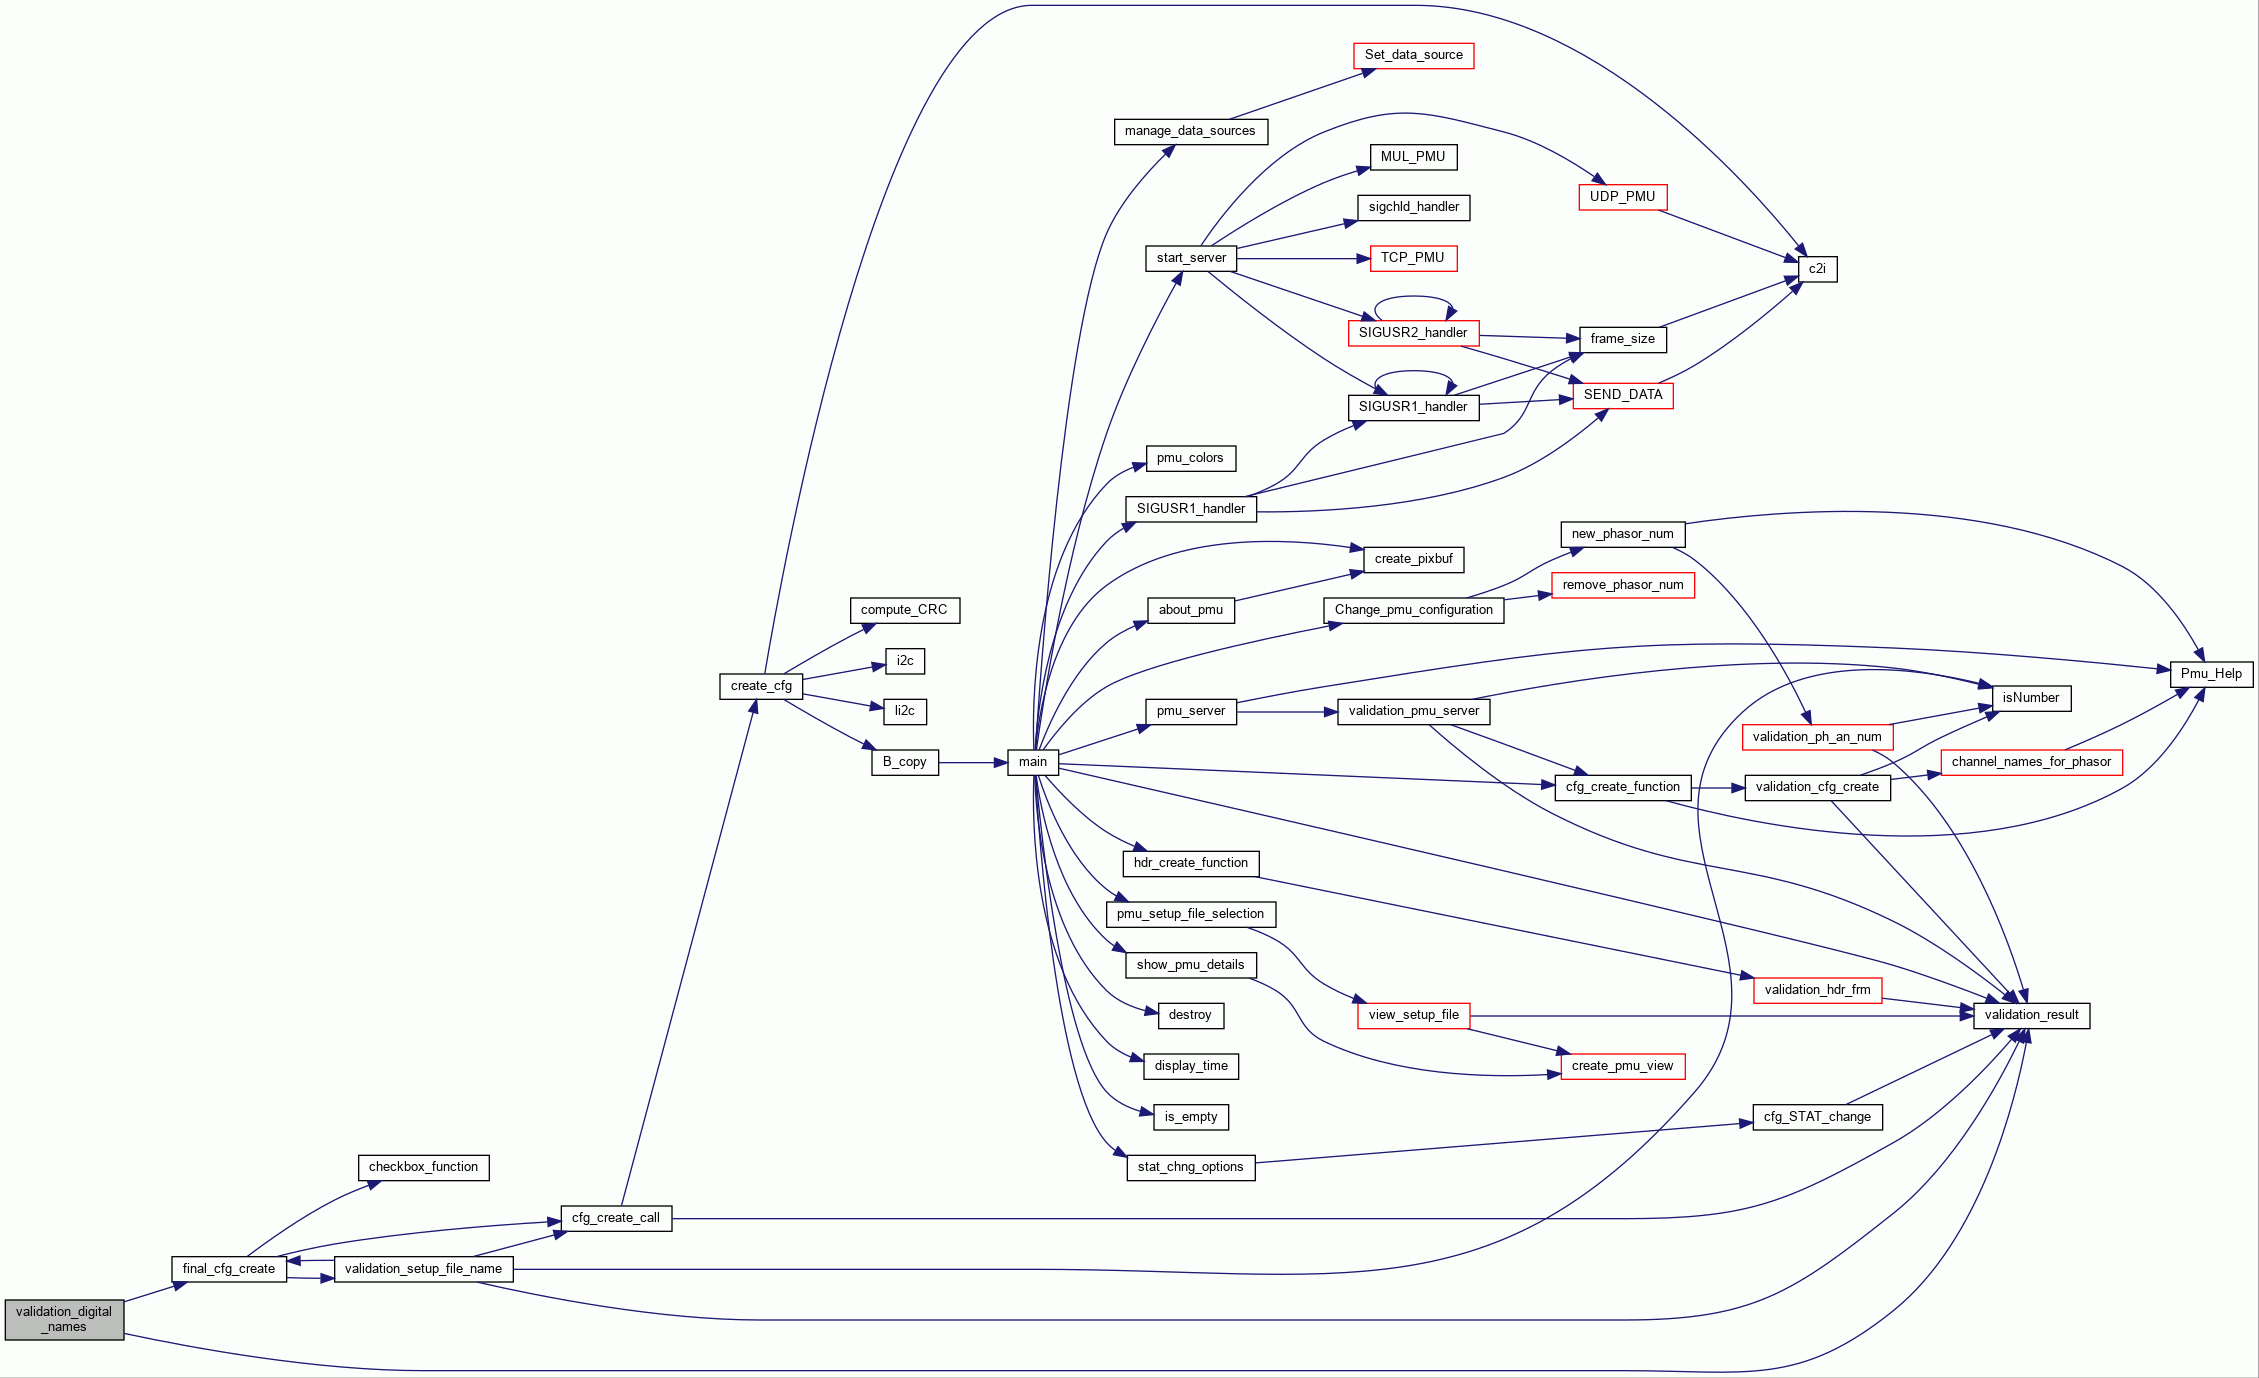 Set_data_source
manage_data_sources
MUL_PMU
UDP_PMU
sigchld_handler
start_server
TCP_PMU
c2i
SIGUSR2_handler
frame_size
SEND_DATA
SIGUSR1_handler
pmu_colors
SIGUSR1_handler
new_phasor_num
create_pixbuf
remove_phasor_num
compute_CRC
about_pmu
Change_pmu_configuration
i2c
Pmu_Help
create_cfg
isNumber
li2c
pmu_server
validation_pmu_server
validation_ph_an_num
B_copy
main
channel_names_for_phasor
cfg_create_function
validation_cfg_create
hdr_create_function
pmu_setup_file_selection
show_pmu_details
validation_hdr_frm
destroy
view_setup_file
validation_result
display_time
create_pmu_view
is_empty
cfg_STAT_change
checkbox_function
stat_chng_options
cfg_create_call
final_cfg_create
validation_setup_file_name
validation_digital
_names